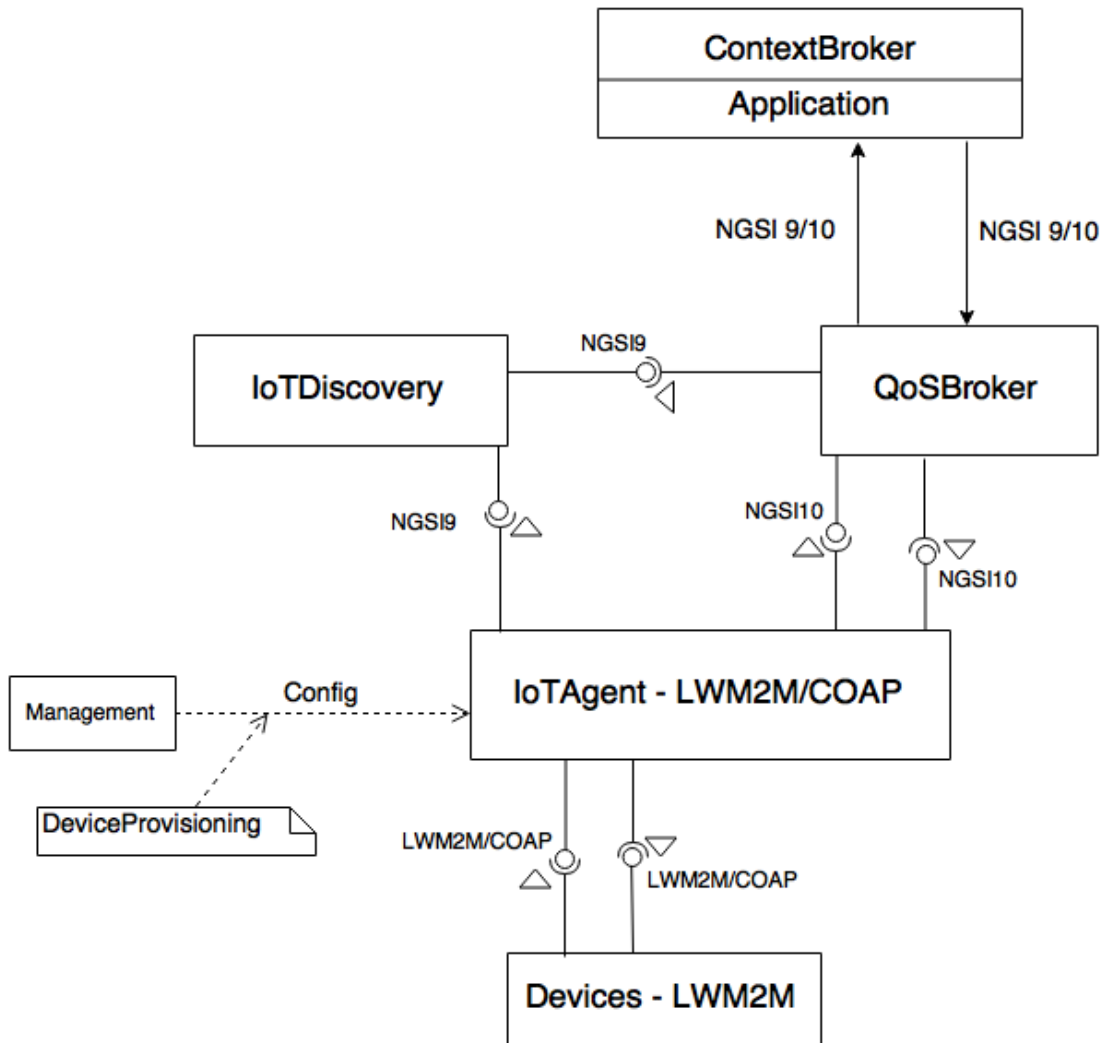 ContextBroker
Application
NGSI 9/10
NGSI 9/10
NGSI9
IoTDiscovery
QoSBroker
NGSI9
NGSI10
NGSI10
IoTAgent - LWM2M/COAP
Config
Management
DeviceProvisioning
LWM2M/COAP
LWM2M/COAP
Devices - LWM2M